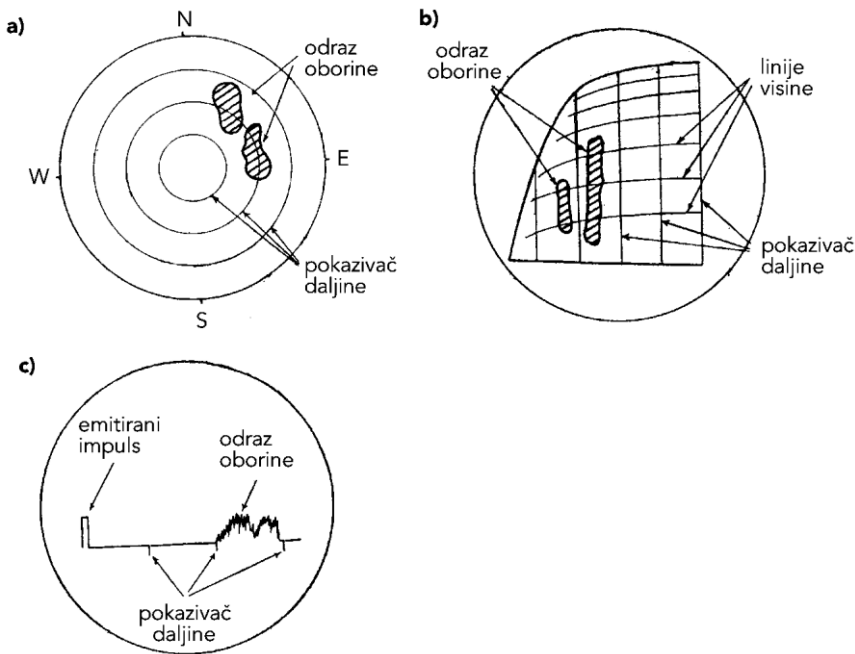 a)
N
odraz
oborine
W
E
pokazivač
daljine
S
b)
odraz
oborine
linije
visine
pokazivač
daljine
c)
emitirani
impuls
odraz
oborine
pokazivač
daljine